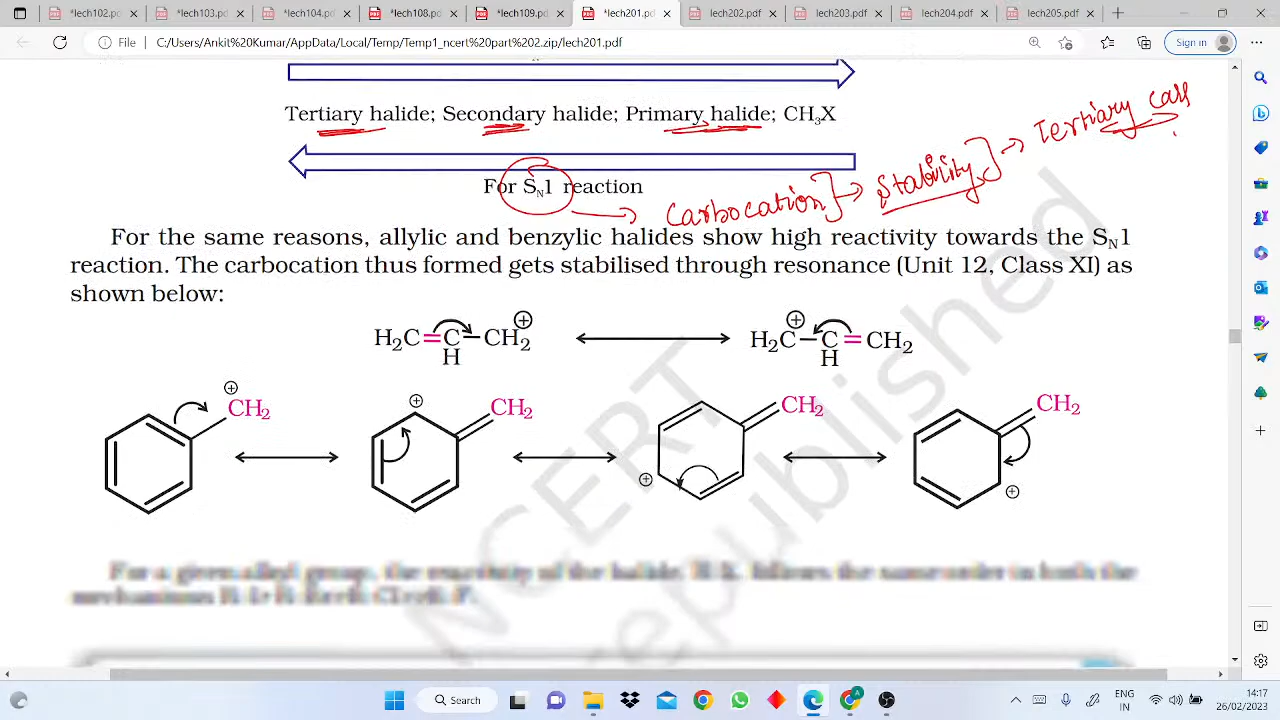 *lech102.pdf
*lech103.pdf
*lech104.pdf
*lech108.pdf
*lech109.pdf
*lech201.pdf
lech202.pdf
lech203.pdf
lech204.pdf
lech205.pdf
File
C:/Users/Ankit%20Kumar/AppData/Local/Temp/Temp1_ncert%20part%002.zip/lech201.pdf
Sign in
Tertiary halide; Secondary halide; Primary halide; CH₃X
Tertiary case
For SN1 reaction
Carbocation} → stability} →
For the same reasons, allylic and benzylic halides show high reactivity towards the SN1
reaction. The carbocation thus formed gets stabilised through resonance (Unit 12, Class XI) as
shown below:
H₂C=C–CH₂ ⊕
H
⊕ H₂C–C=CH₂
H
⊕ CH₂
⊕ CH₂
⊕ CH₂
CH₂ ⊕
NCERT
republished
Search
ENG
IN
14:17
26/02/2023